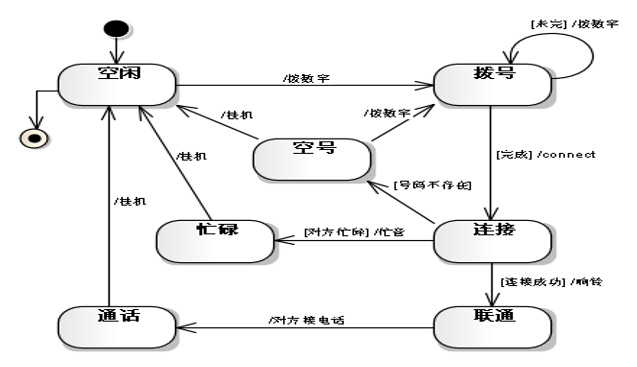 [未完] /拨数字
空闲
/拨数字
拨号
/挂机
/拨数字
空号
/挂机
[完成] /connect
[号码不存在]
/挂机
忙碌
[对方忙碌] /忙音
连接
[连接成功] /响铃
通话
/对方接电话
联通